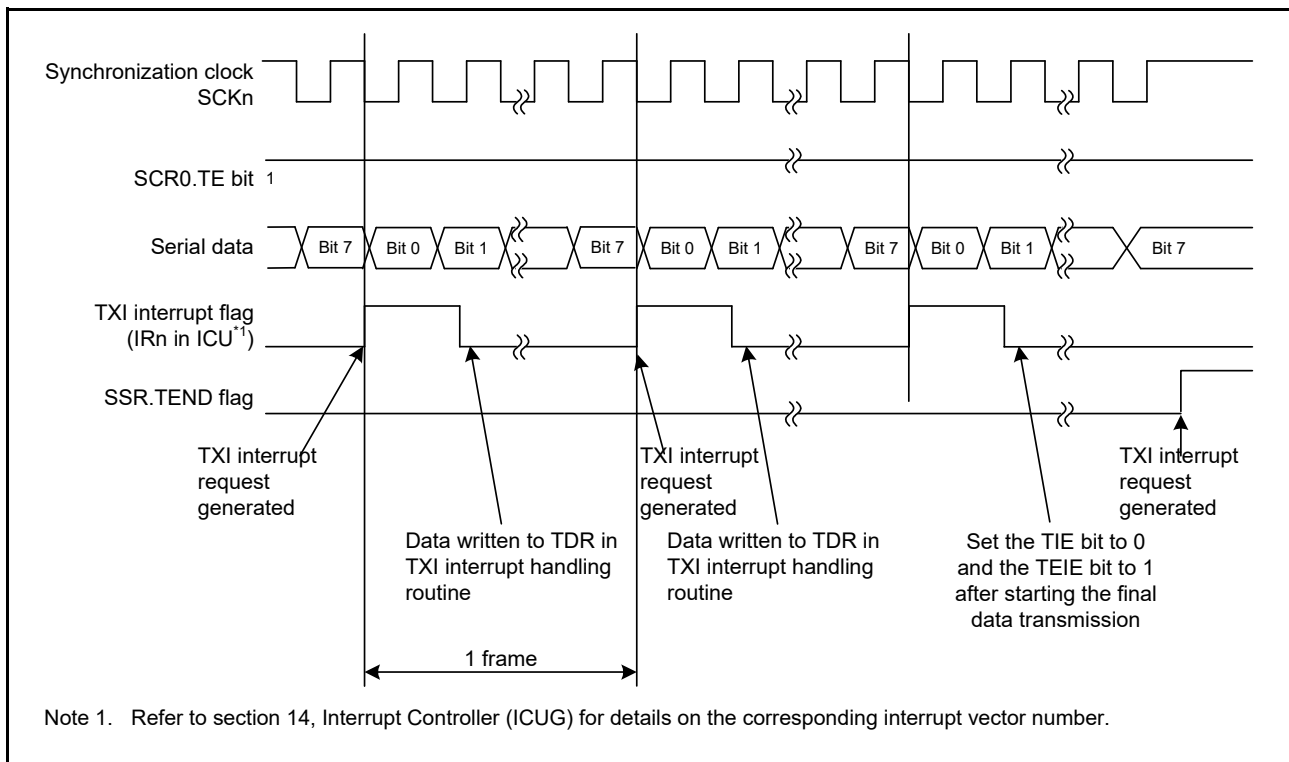 Synchronization clock
SCKn
SCR0.TE bit 1
Serial data
Bit 7 Bit 0 Bit 1 Bit 7 Bit 0 Bit 1 Bit 7 Bit 0 Bit 1 Bit 7
TXI interrupt flag
(IRn in ICU*1)
SSR.TEND flag
TXI interrupt
request
generated
Data written to TDR in
TXI interrupt handling
routine
TXI interrupt
request
generated
Data written to TDR in
TXI interrupt handling
routine
Set the TIE bit to 0
and the TEIE bit to 1
after starting the final
data transmission
TXI interrupt
request
generated
1 frame
Note 1. Refer to section 14, Interrupt Controller (ICUG) for details on the corresponding interrupt vector number.